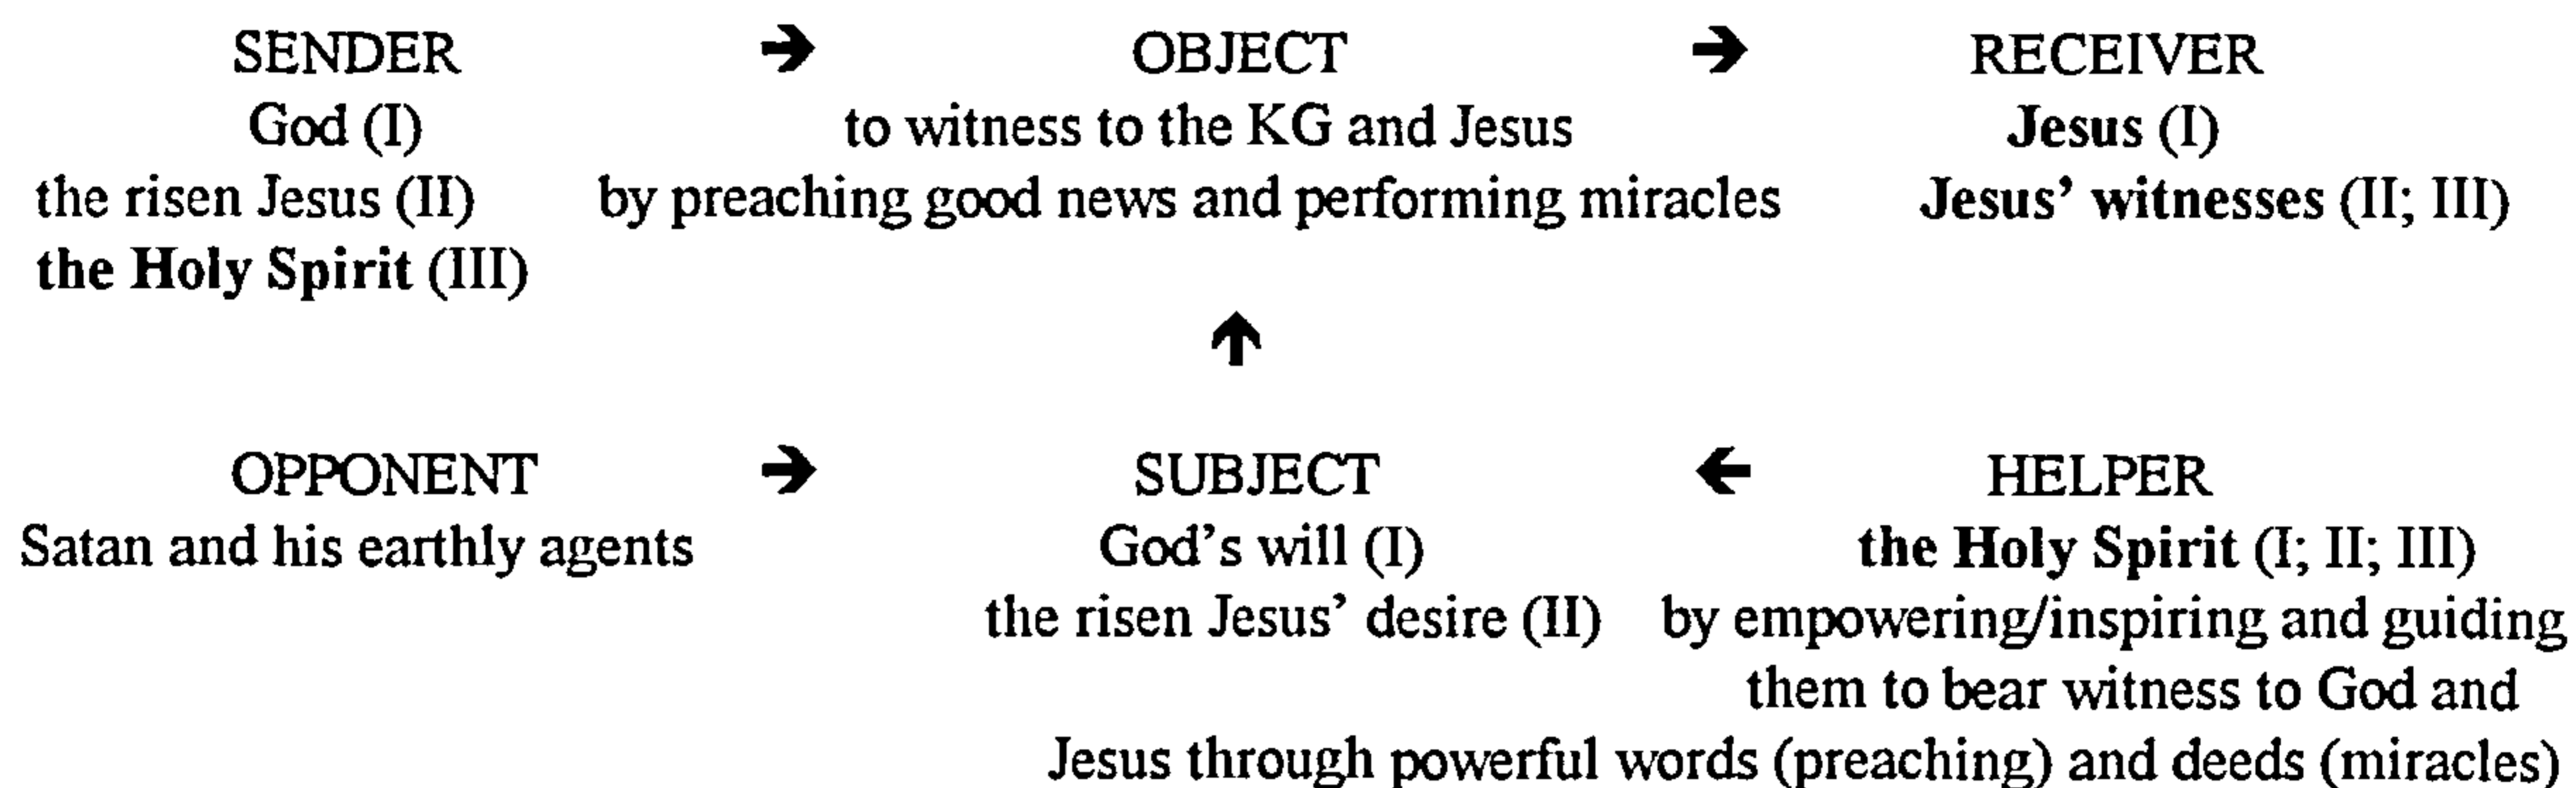 SENDER → OBJECT → RECEIVER
God (I) to witness to the KG and Jesus Jesus (I)
the risen Jesus (II) by preaching good news and performing miracles Jesus’ witnesses (II; III)
the Holy Spirit (III)
↑
OPPONENT → SUBJECT ← HELPER
Satan and his earthly agents God’s will (I) the Holy Spirit (I; II; III)
the risen Jesus’ desire (II) by empowering/inspiring and guiding
them to bear witness to God and
Jesus through powerful words (preaching) and deeds (miracles)